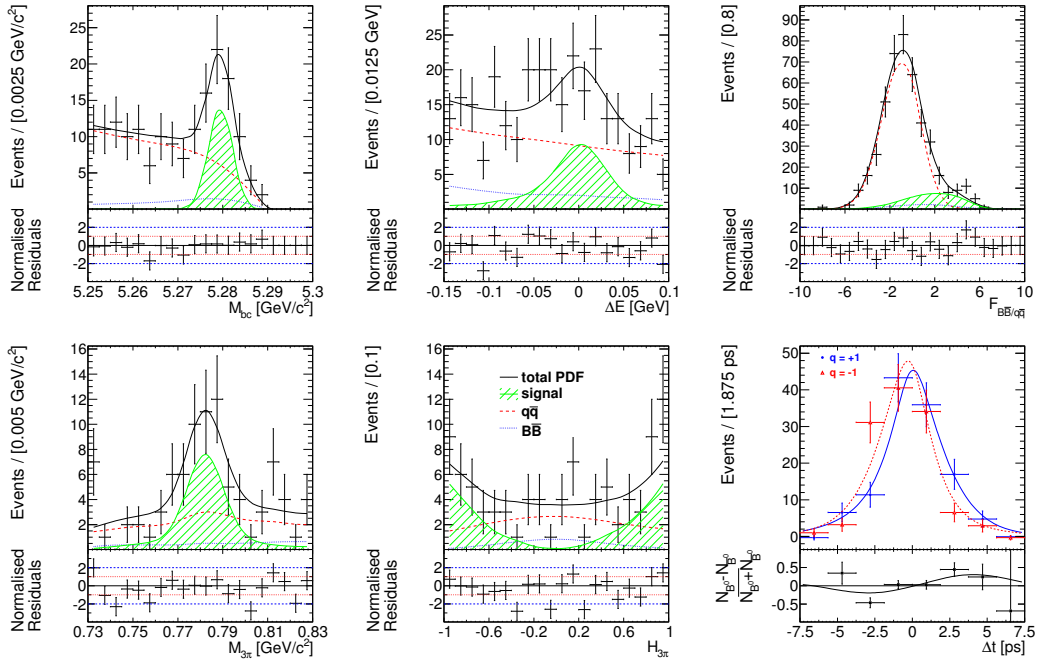 Events / [0.0025 GeV/c²]
25
20
15
10
5
Normalised
Residuals
2
0
-2
5.25 5.26 5.27 5.28 5.29 5.3
M_bc [GeV/c²]
Events / [0.0125 GeV]
25
20
15
10
5
Normalised
Residuals
2
0
-2
-0.15 -0.1 -0.05 0 0.05 0.1
ΔE [GeV]
Events / [0.8]
90
80
70
60
50
40
30
20
10
Normalised
Residuals
2
0
-2
-10 -6 -2 2 6 10
F_BB̅/qq̅
Events / [0.005 GeV/c²]
16
14
12
10
8
6
4
2
Normalised
Residuals
2
0
-2
0.73 0.75 0.77 0.79 0.81 0.83
M_3π [GeV/c²]
Events / [0.1]
16
14
12
10
8
6
4
2
total PDF
signal
qq̅
BB̅
Normalised
Residuals
2
0
-2
-1 -0.6 -0.2 0.2 0.6 1
H_3π
Events / [1.875 ps]
50
40
30
20
10
0
q = +1
q = -1
N_B⁰-N_B̅⁰
N_B⁰+N_B̅⁰
0.5
0
-0.5
-7.5 -5 -2.5 0 2.5 5 7.5
Δt [ps]